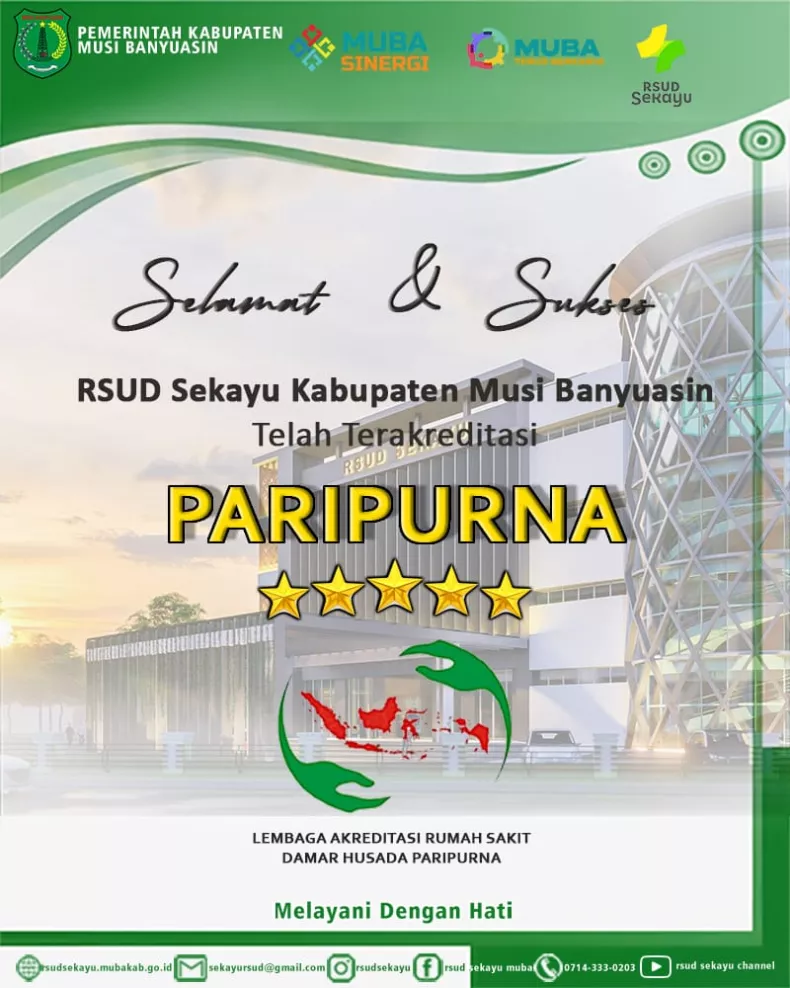 PEMERINTAH KABUPATEN
MUSI BANYUASIN
MUBA
SINERGI
MUBA
RSUD
Sekayu
Selamat & Sukses
RSUD Sekayu Kabupaten Musi Banyuasin
Telah Terakreditasi
RSUD SEKAYU
PARIPURNA
LEMBAGA AKREDITASI RUMAH SAKIT
DAMAR HUSADA PARIPURNA
Melayani Dengan Hati
rsudsekayu.mubakab.go.id sekayursud@gmail.com rsudsekayu rsud sekayu muba 0714-333-0203 rsud sekayu channel